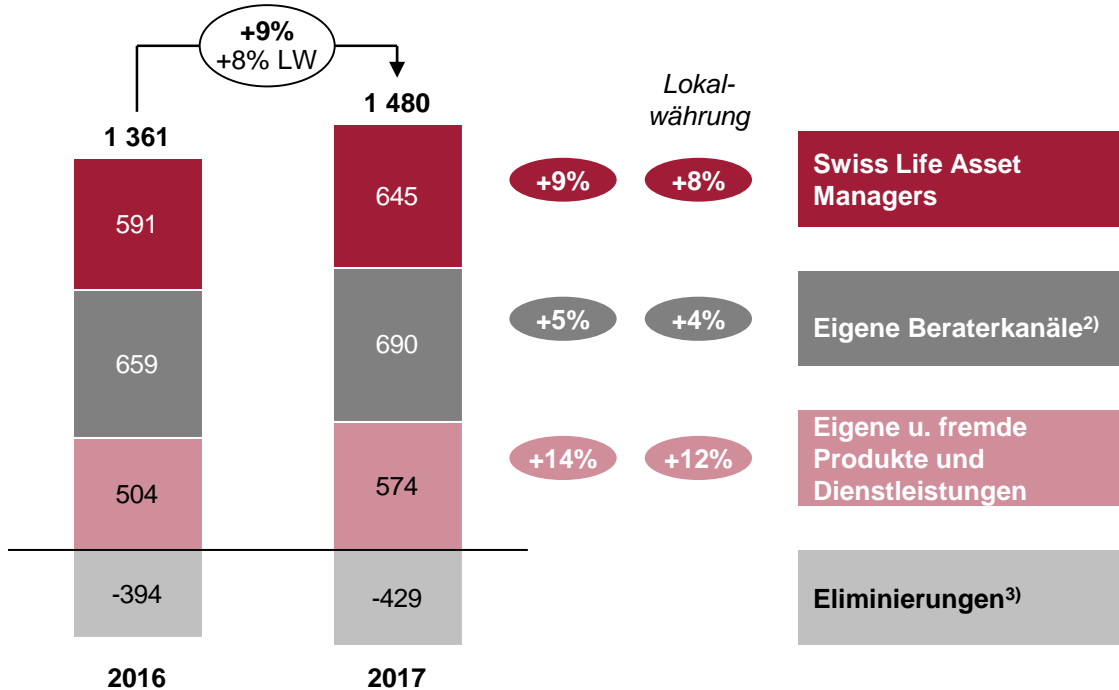 +9%
+8% LW
1 361
1 480
Lokal-
währung
591
645
+9%
+8%
Swiss Life Asset
Managers
659
690
+5%
+4%
Eigene Beraterkanäle2)
504
574
+14%
+12%
Eigene u. fremde
Produkte und
Dienstleistungen
-394
-429
Eliminierungen3)
2016
2017